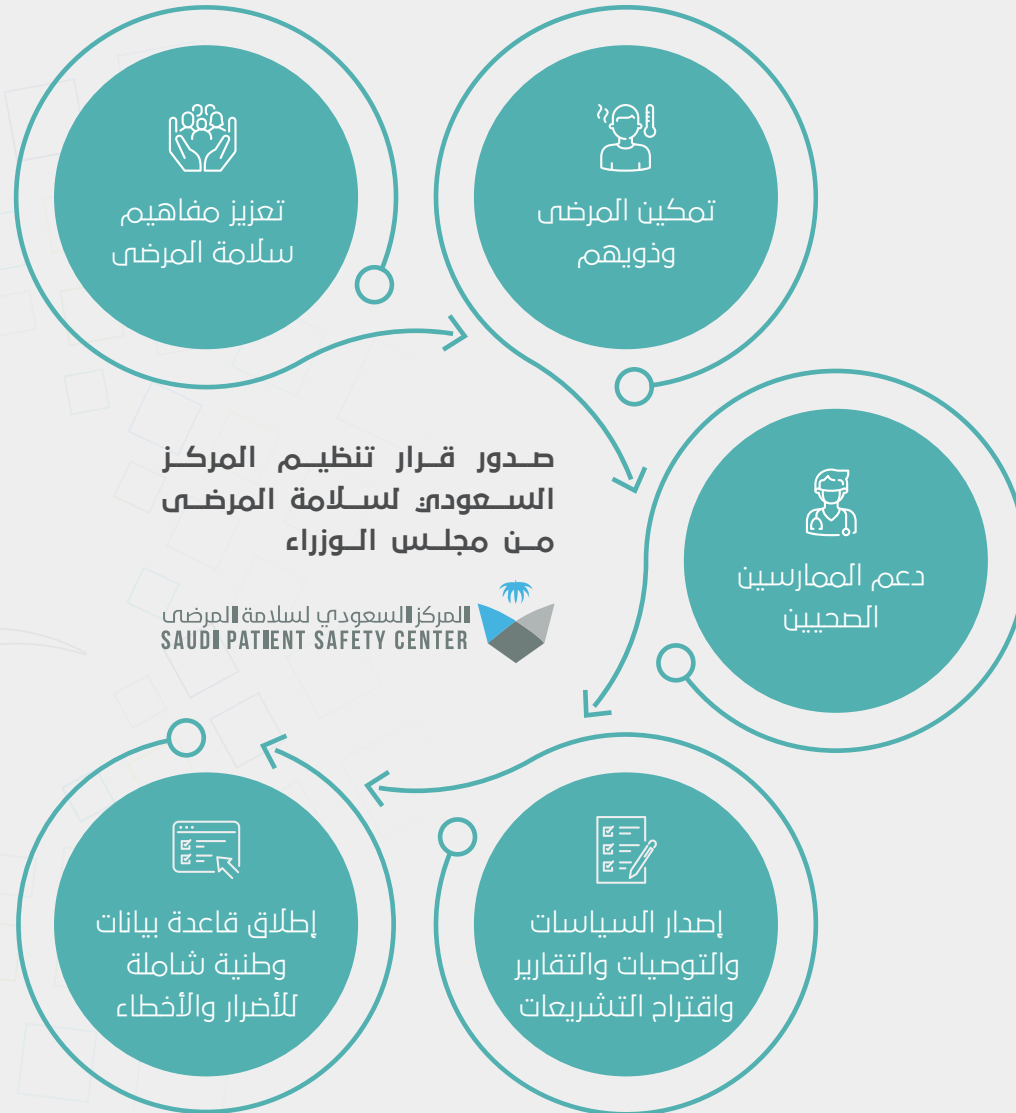 تعزيز مفاهيم
سلامة المرضى
تمكين المرضى
وذويهم
دعم الممارسين
الصحيين
إصدار السياسات
والتوصيات والتقارير
واقتراح التشريعات
إطلاق قاعدة بيانات
وطنية شاملة
للأضرار والأخطاء
صدور قرار تنظيم المركز
السعودي لسلامة المرضى
من مجلس الوزراء
المركز السعودي لسلامة المرضى
SAUDI PATIENT SAFETY CENTER